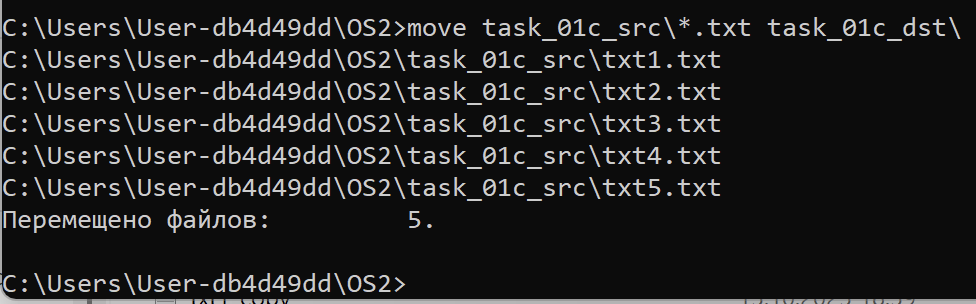 C:\Users\User-db4d49dd\OS2>move task_01c_src\*.txt task_01c_dst\
C:\Users\User-db4d49dd\OS2\task_01c_src\txt1.txt
C:\Users\User-db4d49dd\OS2\task_01c_src\txt2.txt
C:\Users\User-db4d49dd\OS2\task_01c_src\txt3.txt
C:\Users\User-db4d49dd\OS2\task_01c_src\txt4.txt
C:\Users\User-db4d49dd\OS2\task_01c_src\txt5.txt
Перемещено файлов:         5.
C:\Users\User-db4d49dd\OS2>